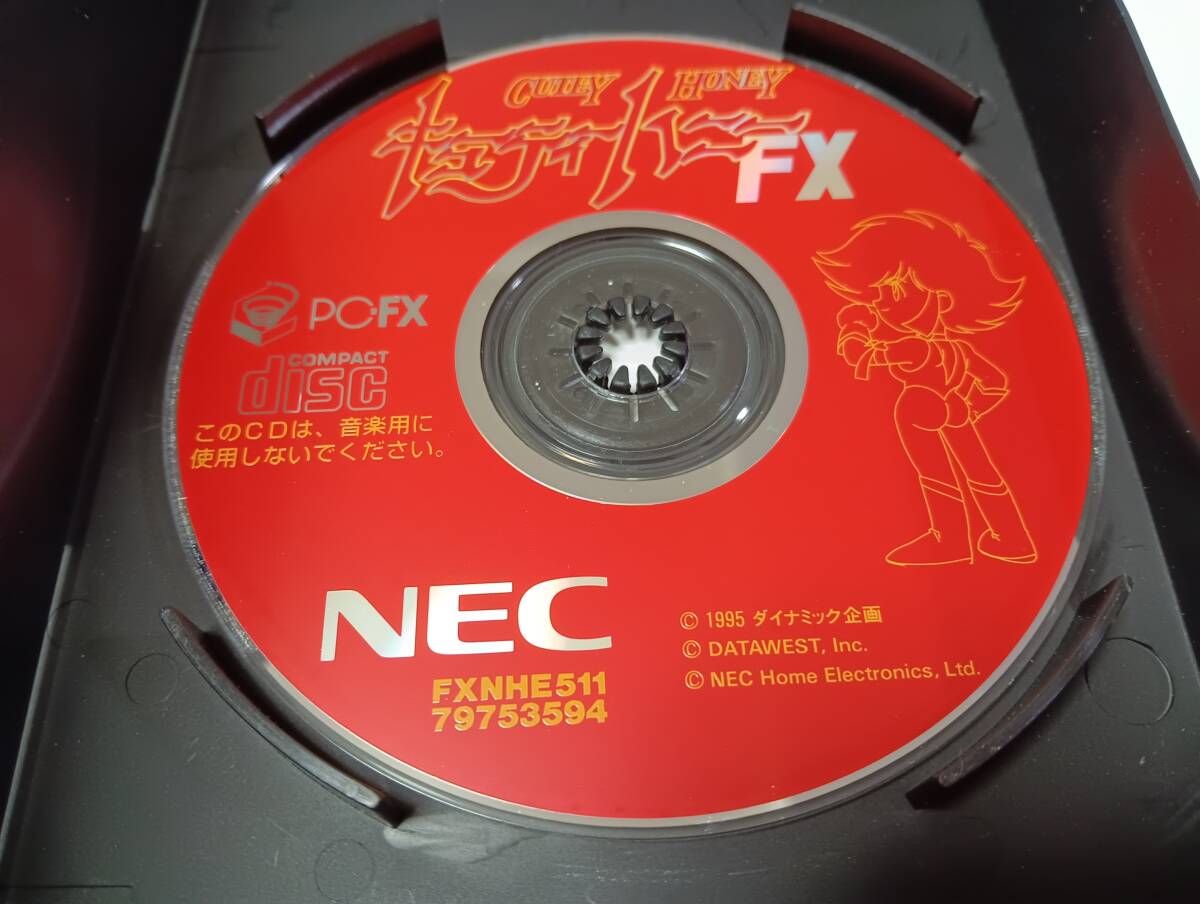 CUTEY HONEY
キューティーハニー
FX
PC-FX
COMPACT
disc
このCDは、音楽用に
使用しないでください。
NEC
FXNHE511
79753594
© 1995 ダイナミック企画
© DATAWEST, Inc.
© NEC Home Electronics, Ltd.